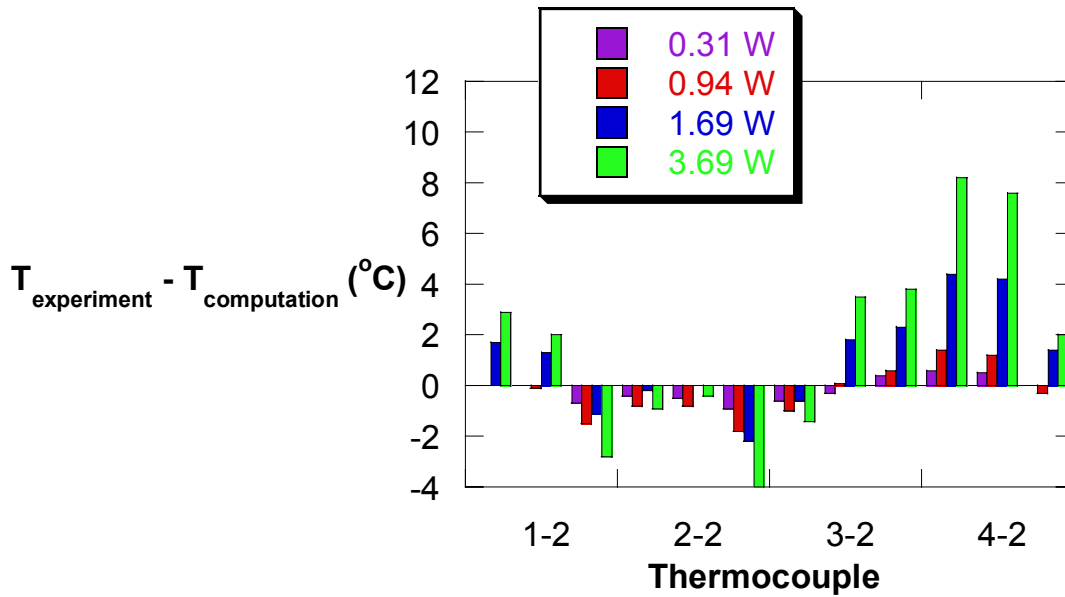 0.31 W
0.94 W
1.69 W
3.69 W
12
10
8
6
4
2
0
-2
-4
T experiment - T computation (°C)
1-2 2-2 3-2 4-2
Thermocouple